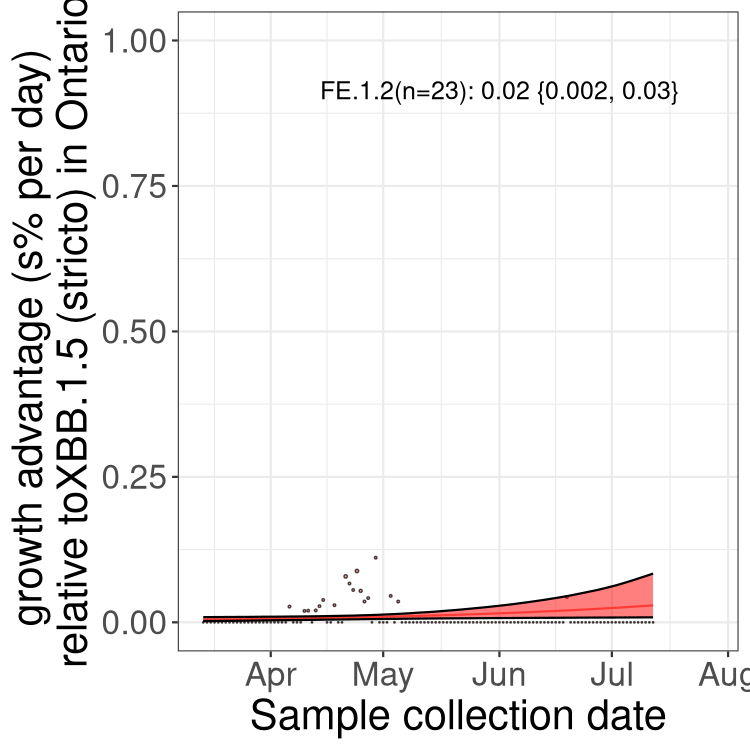 growth advantage (s% per day)
relative toXBB.1.5 (stricto) in Ontario
1.00
0.75
0.50
0.25
0.00
FE.1.2(n=23): 0.02 {0.002, 0.03}
Apr May Jun Jul Aug
Sample collection date